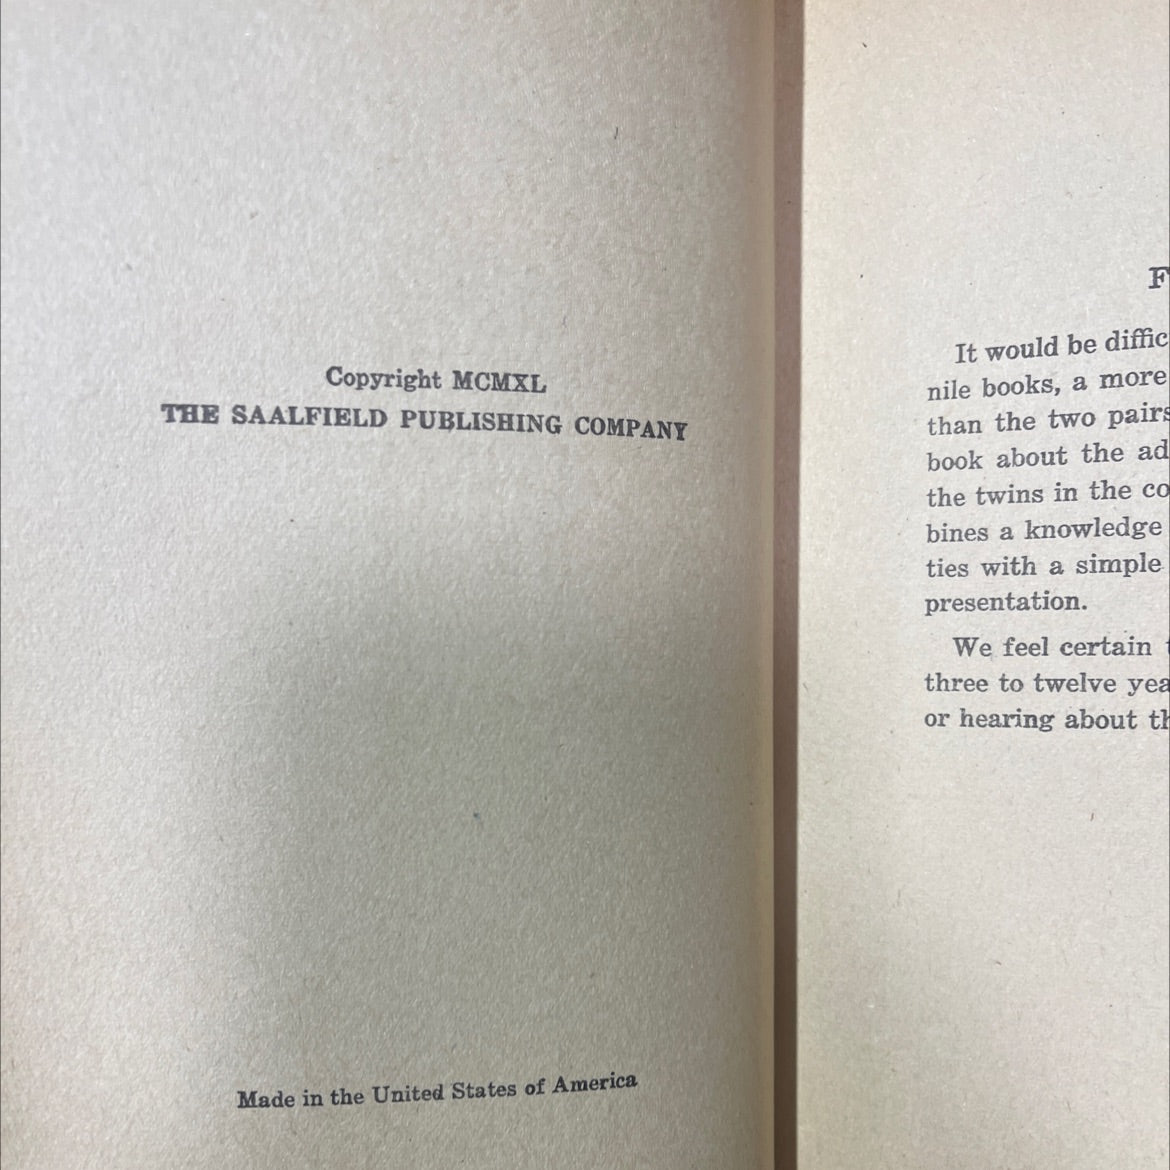 Copyright MCMXL
THE SAALFIELD PUBLISHING COMPANY
Made in the United States of America
F
It would be diffic
nile books, a more
than the two pairs
book about the ad
the twins in the co
bines a knowledge
ties with a simple
presentation.
We feel certain t
three to twelve yea
or hearing about th